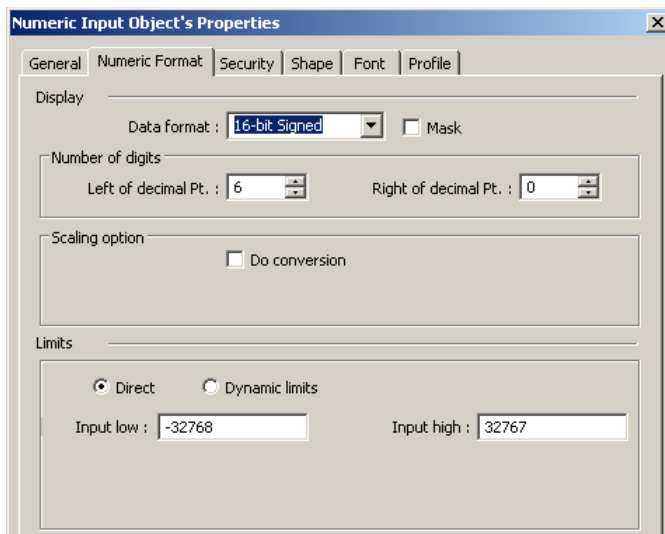 Numeric Input Object's Properties
General Numeric Format Security Shape Font Profile
Display
Data format : 16-bit Signed Mask
Number of digits
Left of decimal Pt. : 6 Right of decimal Pt. : 0
Scaling option
Do conversion
Limits
Direct Dynamic limits
Input low : -32768 Input high : 32767